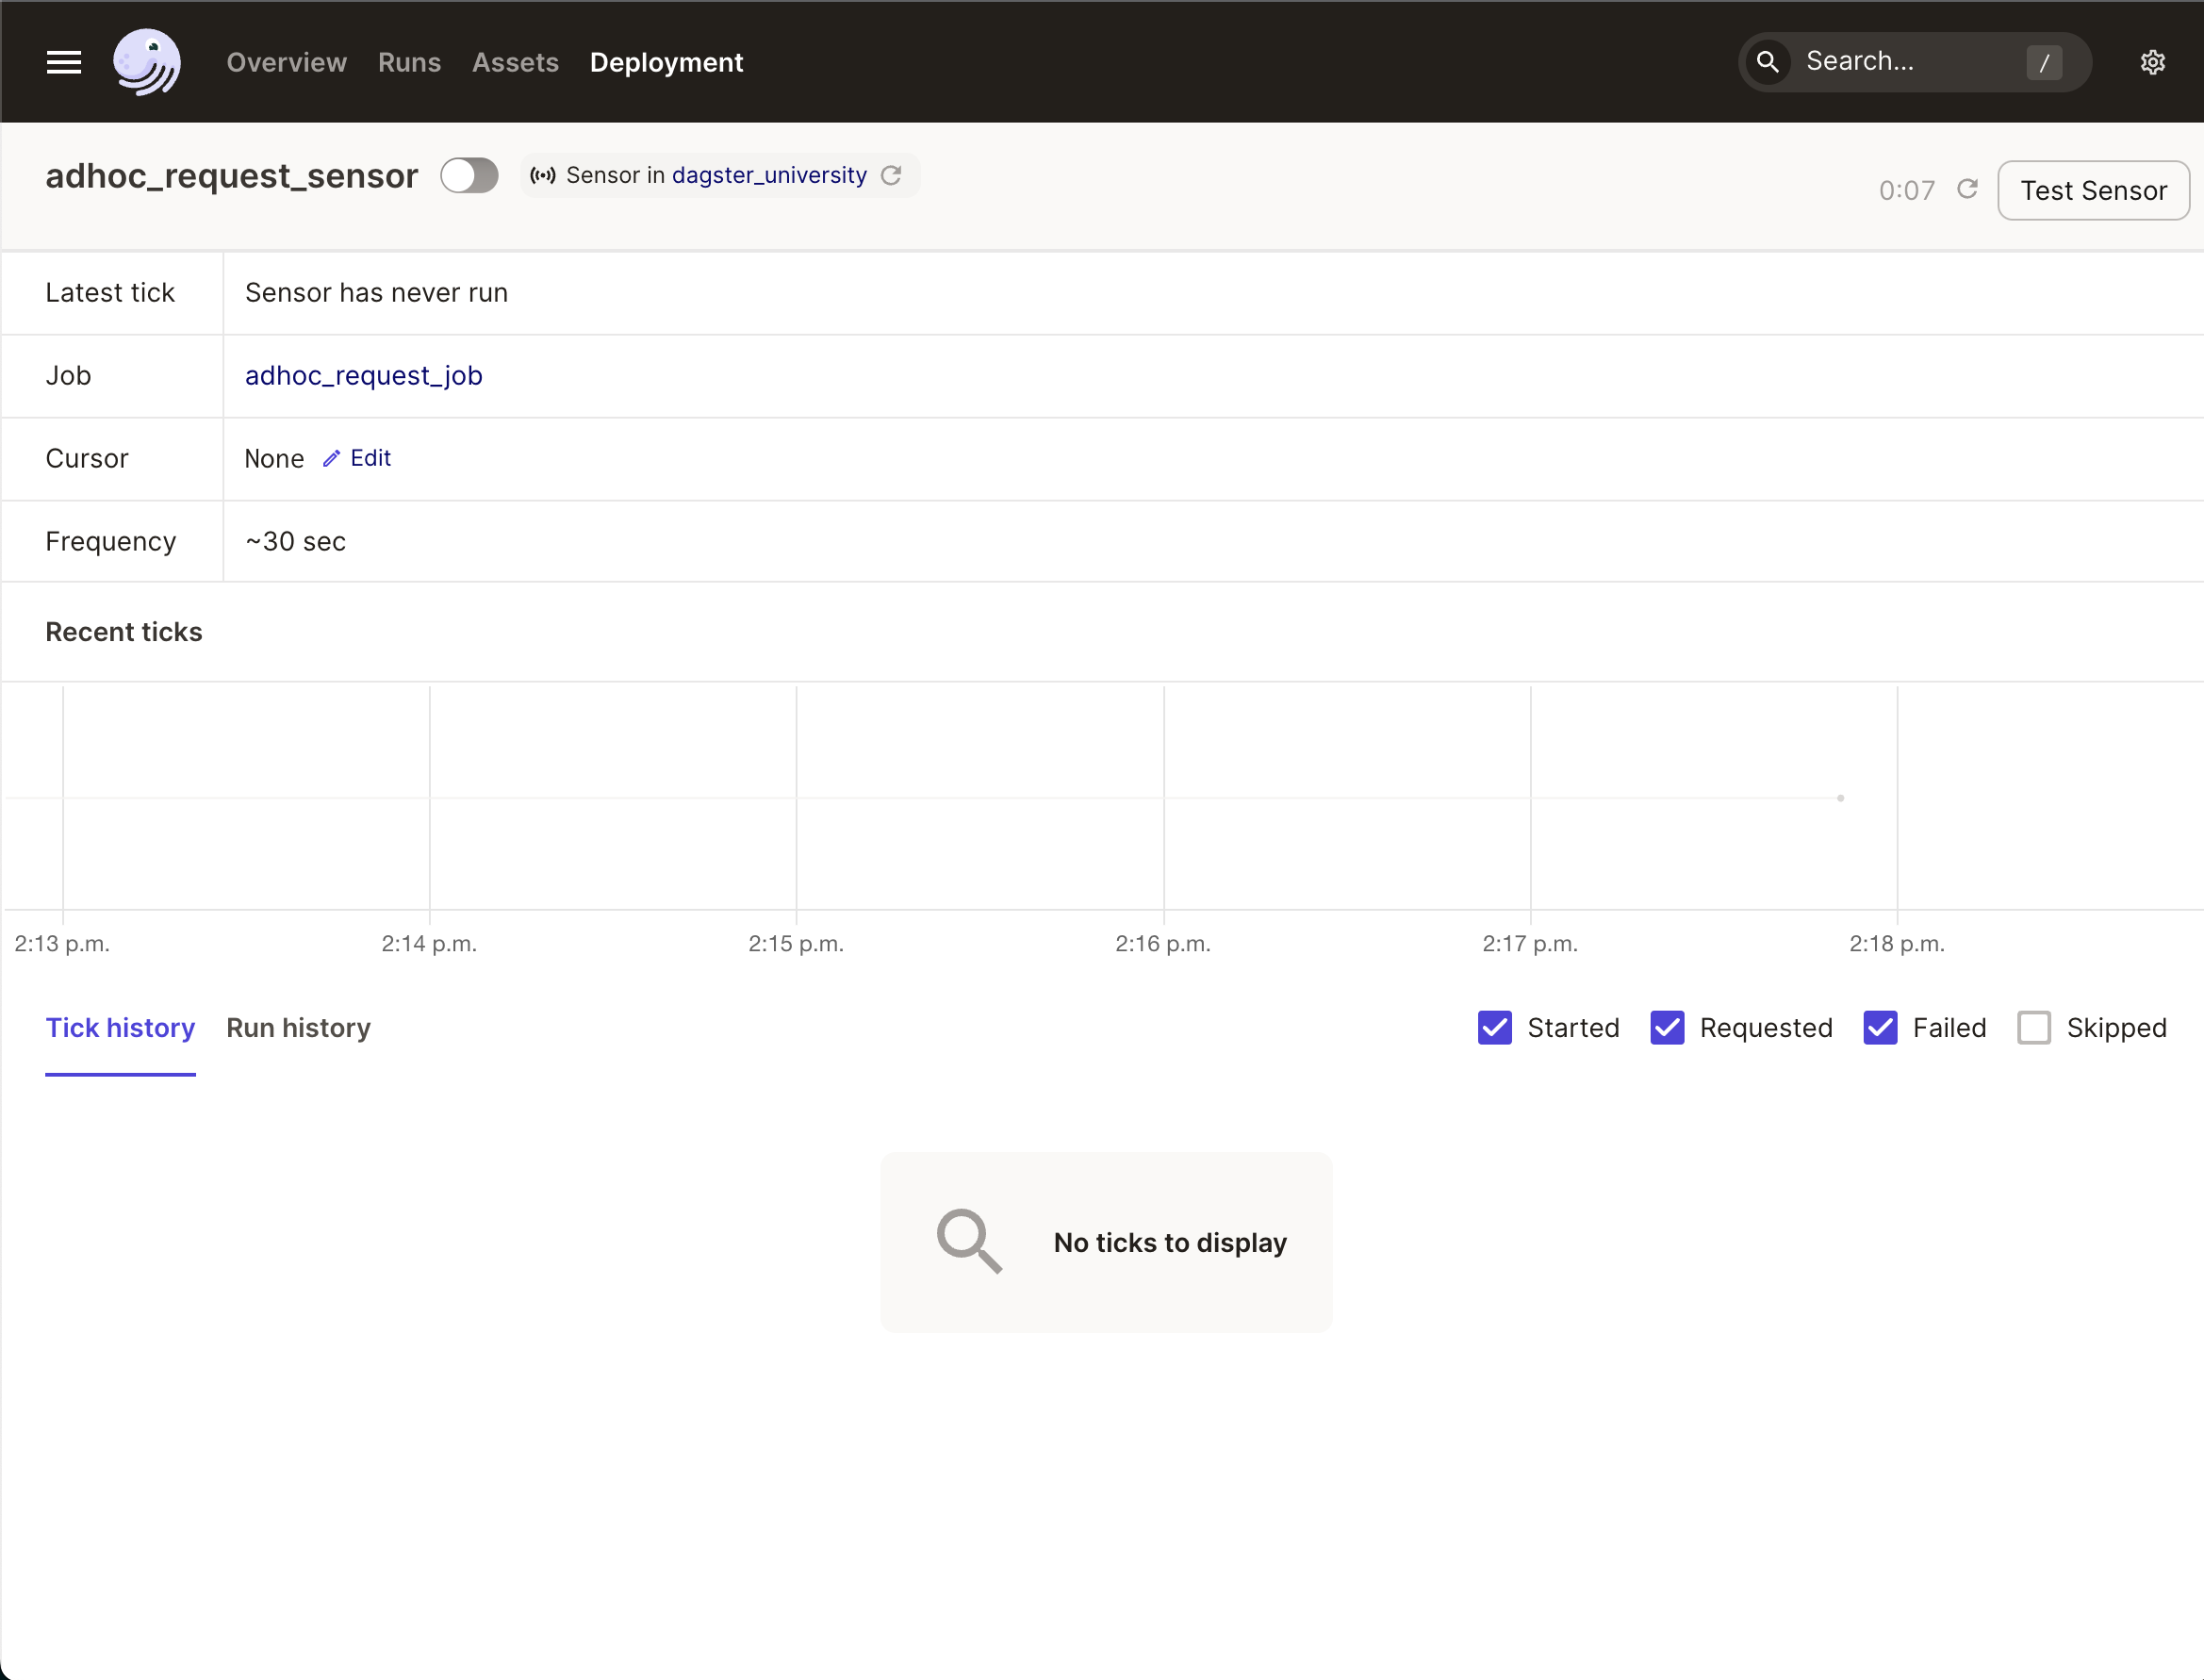 Overview Runs Assets Deployment Search... /
adhoc_request_sensor Sensor in dagster_university 0:07 Test Sensor
Latest tick Sensor has never run
Job adhoc_request_job
Cursor None Edit
Frequency ~30 sec
Recent ticks
2:13 p.m. 2:14 p.m. 2:15 p.m. 2:16 p.m. 2:17 p.m. 2:18 p.m.
Tick history Run history Started Requested Failed Skipped
No ticks to display